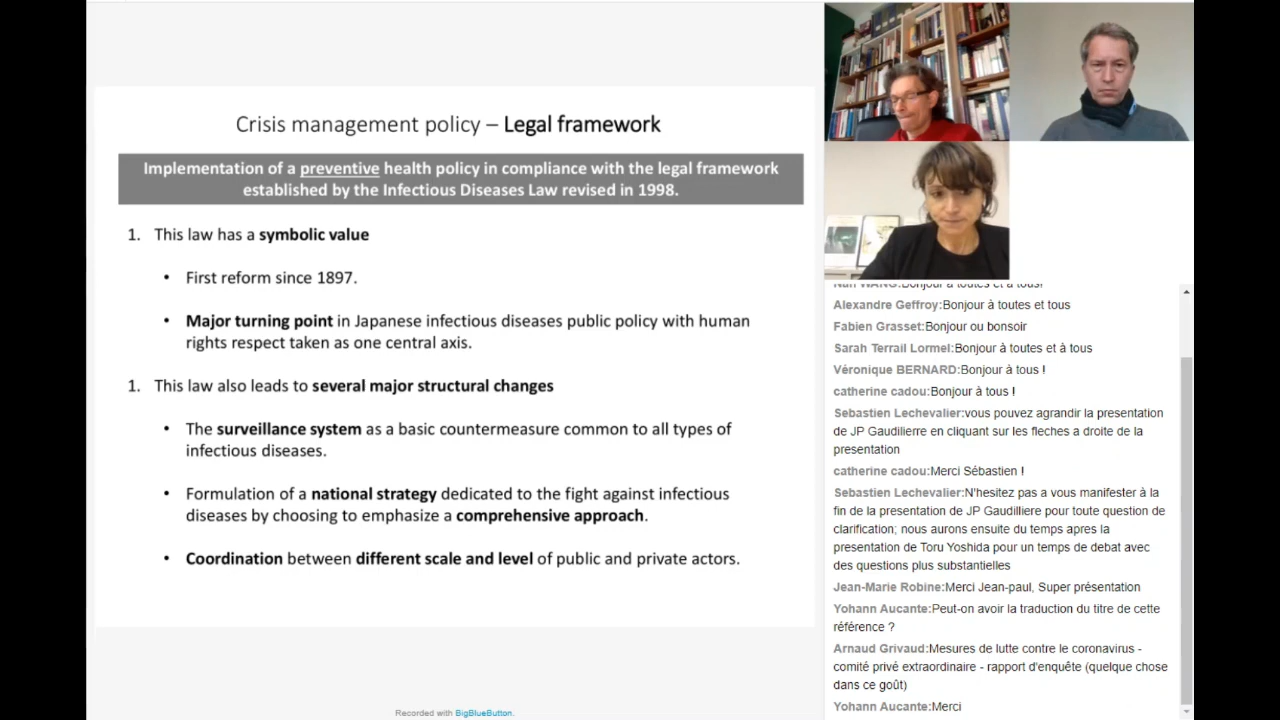 Crisis management policy – Legal framework
Implementation of a preventive health policy in compliance with the legal framework
established by the Infectious Diseases Law revised in 1998.
1. This law has a symbolic value
• First reform since 1897.
• Major turning point in Japanese infectious diseases public policy with human
rights respect taken as one central axis.
1. This law also leads to several major structural changes
• The surveillance system as a basic countermeasure common to all types of
infectious diseases.
• Formulation of a national strategy dedicated to the fight against infectious
diseases by choosing to emphasize a comprehensive approach.
• Coordination between different scale and level of public and private actors.
Recorded with BigBlueButton.
WANG:Bonjour à toutes et à tous!
Alexandre Geffroy:Bonjour à toutes et tous
Fabien Grasset:Bonjour ou bonsoir
Sarah Terrail Lormel:Bonjour à toutes et à tous
Véronique BERNARD:Bonjour à tous !
catherine cadou:Bonjour à tous !
Sebastien Lechevalier:vous pouvez agrandir la presentation
de JP Gaudilierre en cliquant sur les fleches a droite de la
presentation
catherine cadou:Merci Sébastien !
Sebastien Lechevalier:N'hesitez pas a vous manifester à la
fin de la presentation de JP Gaudilliere pour toute question de
clarification; nous aurons ensuite du temps apres la
presentation de Toru Yoshida pour un temps de debat avec
des questions plus substantielles
Jean-Marie Robine:Merci Jean-paul, Super présentation
Yohann Aucante:Peut-on avoir la traduction du titre de cette
référence ?
Arnaud Grivaud:Mesures de lutte contre le coronavirus -
comité privé extraordinaire - rapport d'enquête (quelque chose
dans ce goût)
Yohann Aucante:Merci